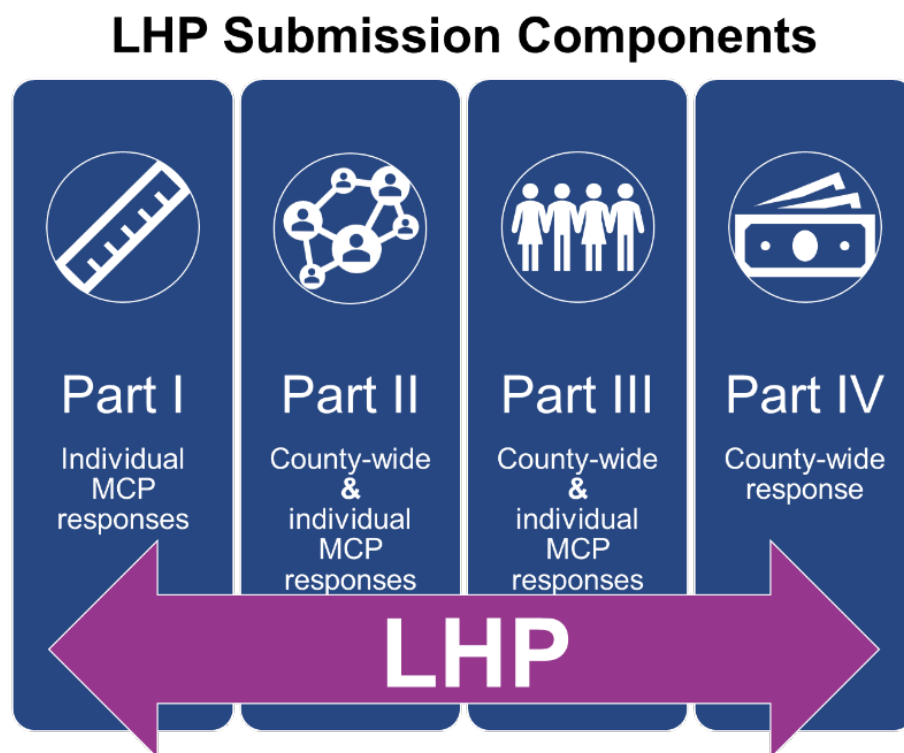 LHP Submission Components
Part I
Individual
MCP
responses
Part II
County-wide
&
individual
MCP
responses
Part III
County-wide
&
individual
MCP
responses
Part IV
County-wide
response
LHP